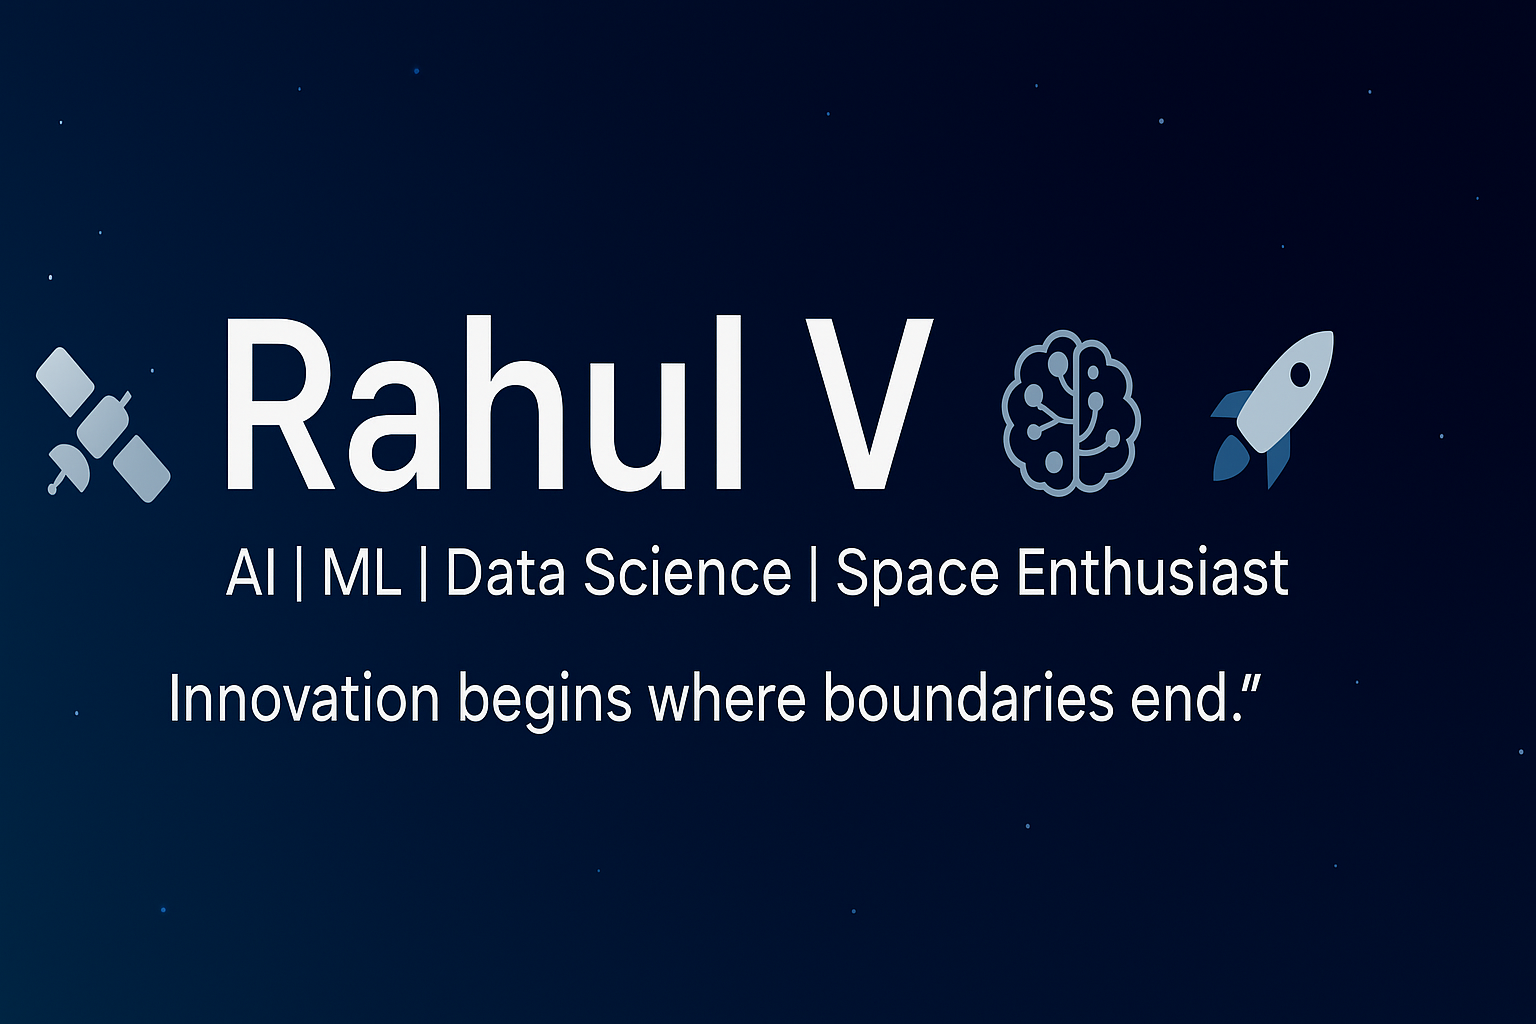 Rahul V
AI | ML | Data Science | Space Enthusiast
Innovation begins where boundaries end.”